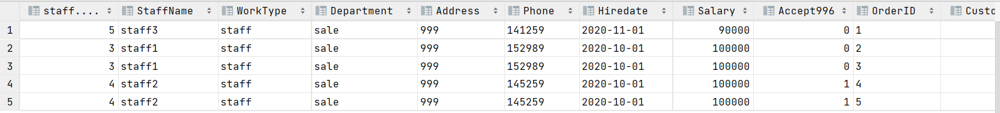 staff.... StaffName WorkType Department Address Phone Hiredate Salary Accept996 OrderID Custo
1 5 staff3 staff sale 999 141259 2020-11-01 90000 0 1
2 3 staff1 staff sale 999 152989 2020-10-01 100000 0 2
3 3 staff1 staff sale 999 152989 2020-10-01 100000 0 3
4 4 staff2 staff sale 999 145259 2020-10-01 100000 1 4
5 4 staff2 staff sale 999 145259 2020-10-01 100000 1 5